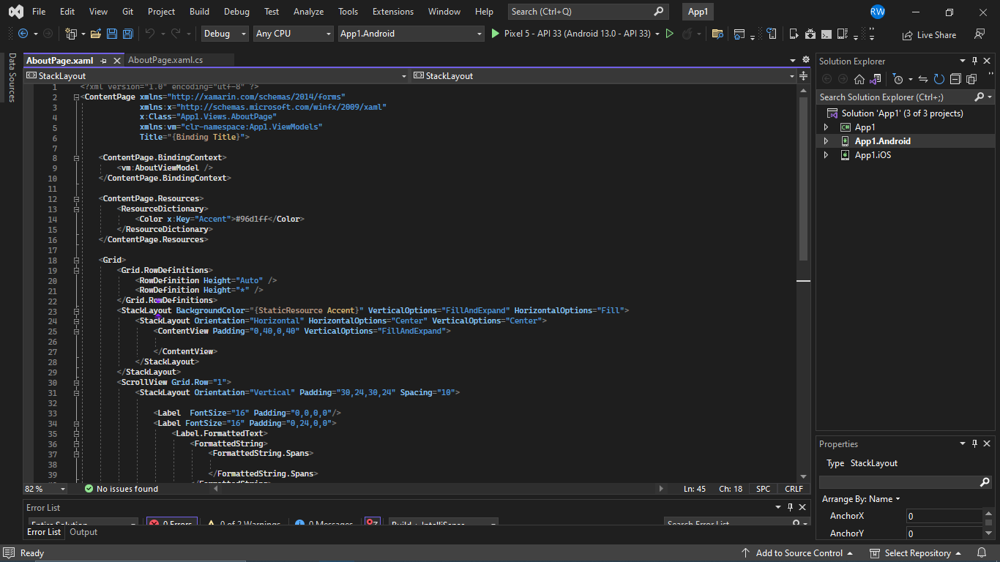 File Edit View Git Project Build Debug Test Analyze Tools Extensions Window Help Search (Ctrl+Q) App1 RW
Debug Any CPU App1.Android Pixel 5 - API 33 (Android 13.0 - API 33) Live Share
Data Sources
AboutPage.xaml AboutPage.xaml.cs
StackLayout StackLayout
1 <?xml version="1.0" encoding="utf-8" ?>
2 <ContentPage xmlns="http://xamarin.com/schemas/2014/forms"
3 xmlns:x="http://schemas.microsoft.com/winfx/2009/xaml"
4 x:Class="App1.Views.AboutPage"
5 xmlns:vm="clr-namespace:App1.ViewModels"
6 Title="{Binding Title}">
7
8 <ContentPage.BindingContext>
9 <vm:AboutViewModel />
10 </ContentPage.BindingContext>
11
12 <ContentPage.Resources>
13 <ResourceDictionary>
14 <Color x:Key="Accent">#96d1ff</Color>
15 </ResourceDictionary>
16 </ContentPage.Resources>
17
18 <Grid>
19 <Grid.RowDefinitions>
20 <RowDefinition Height="Auto" />
21 <RowDefinition Height="*" />
22 </Grid.RowDefinitions>
23 <StackLayout BackgroundColor="{StaticResource Accent}" VerticalOptions="FillAndExpand" HorizontalOptions="Fill">
24 <StackLayout Orientation="Horizontal" HorizontalOptions="Center" VerticalOptions="Center">
25 <ContentView Padding="0,40,0,40" VerticalOptions="FillAndExpand">
26
27 </ContentView>
28 </StackLayout>
29 </StackLayout>
30 <ScrollView Grid.Row="1">
31 <StackLayout Orientation="Vertical" Padding="30,24,30,24" Spacing="10">
32
33 <Label FontSize="16" Padding="0,0,0,0"/>
34 <Label FontSize="16" Padding="0,24,0,0">
35 <Label.FormattedText>
36 <FormattedString>
37 <FormattedString.Spans>
38
39 </FormattedString.Spans>
</FormattedString>
82 % No issues found Ln: 45 Ch: 18 SPC CRLF
Error List
Entire Solution 0 Errors 0 of 2 Warnings 0 Messages Build + IntelliSense Search Error List
Error List Output
Solution Explorer
Search Solution Explorer (Ctrl+;)
Solution 'App1' (3 of 3 projects)
C# App1
App1.Android
App1.iOS
Properties
Type StackLayout
Arrange By: Name
AnchorX 0
AnchorY 0
Ready Add to Source Control Select Repository